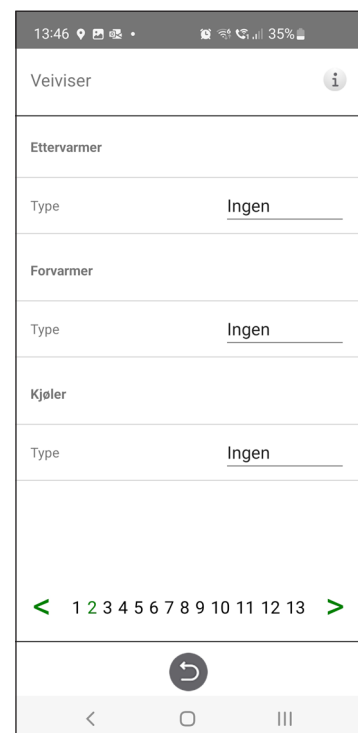 13:46 35%
Veiviser i
Ettervarmer
Type Ingen
Forvarmer
Type Ingen
Kjøler
Type Ingen
< 1 2 3 4 5 6 7 8 9 10 11 12 13 >